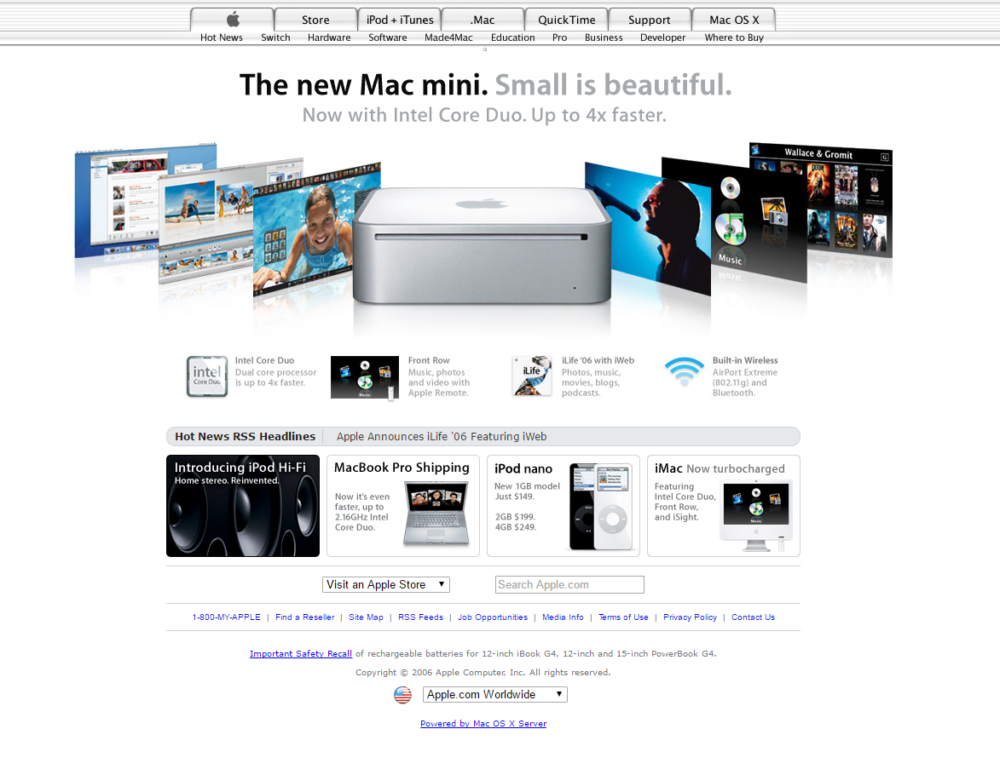 Store iPod + iTunes .Mac QuickTime Support Mac OS X
Hot News Switch Hardware Software Made4Mac Education Pro Business Developer Where to Buy
The new Mac mini. Small is beautiful.
Now with Intel Core Duo. Up to 4x faster.
Wallace & Gromit
Music
intel
Core Duo
Intel Core Duo
Dual core processor
is up to 4x faster.
Music
Front Row
Music, photos
and video with
Apple Remote.
iLife
iLife '06 with iWeb
Photos, music,
movies, blogs,
podcasts.
Built-in Wireless
AirPort Extreme
(802.11g) and
Bluetooth.
Hot News RSS Headlines Apple Announces iLife '06 Featuring iWeb
Introducing iPod Hi-Fi
Home stereo. Reinvented.
MacBook Pro Shipping
Now it's even
faster, up to
2.16GHz Intel
Core Duo.
iPod nano
New 1GB model
Just $149.
2GB $199.
4GB $249.
iMac Now turbocharged
Featuring
Intel Core Duo,
Front Row,
and iSight.
Music
Visit an Apple Store Search Apple.com
1-800-MY-APPLE | Find a Reseller | Site Map | RSS Feeds | Job Opportunities | Media Info | Terms of Use | Privacy Policy | Contact Us
Important Safety Recall of rechargeable batteries for 12-inch iBook G4, 12-inch and 15-inch PowerBook G4.
Copyright © 2006 Apple Computer, Inc. All rights reserved.
Apple.com Worldwide
Powered by Mac OS X Server